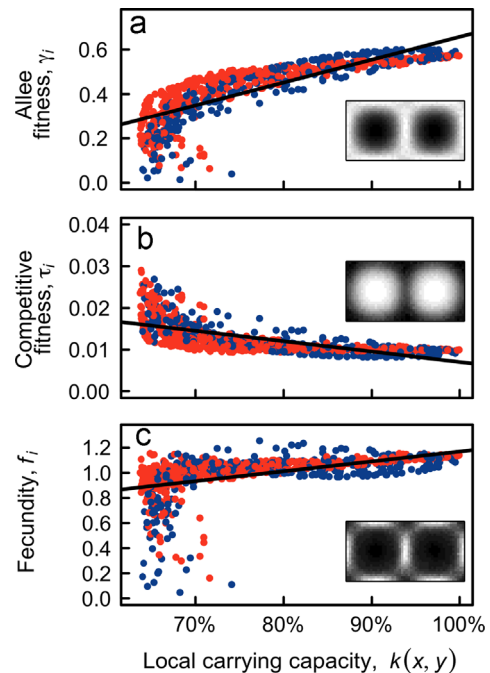 a
Allee
fitness, γi
0.6
0.4
0.2
0.0
b
Competitive
fitness, τi
0.04
0.03
0.02
0.01
0.00
c
Fecundity, fi
1.2
1.0
0.8
0.6
0.4
0.2
0.0
70% 80% 90% 100%
Local carrying capacity, k(x, y)